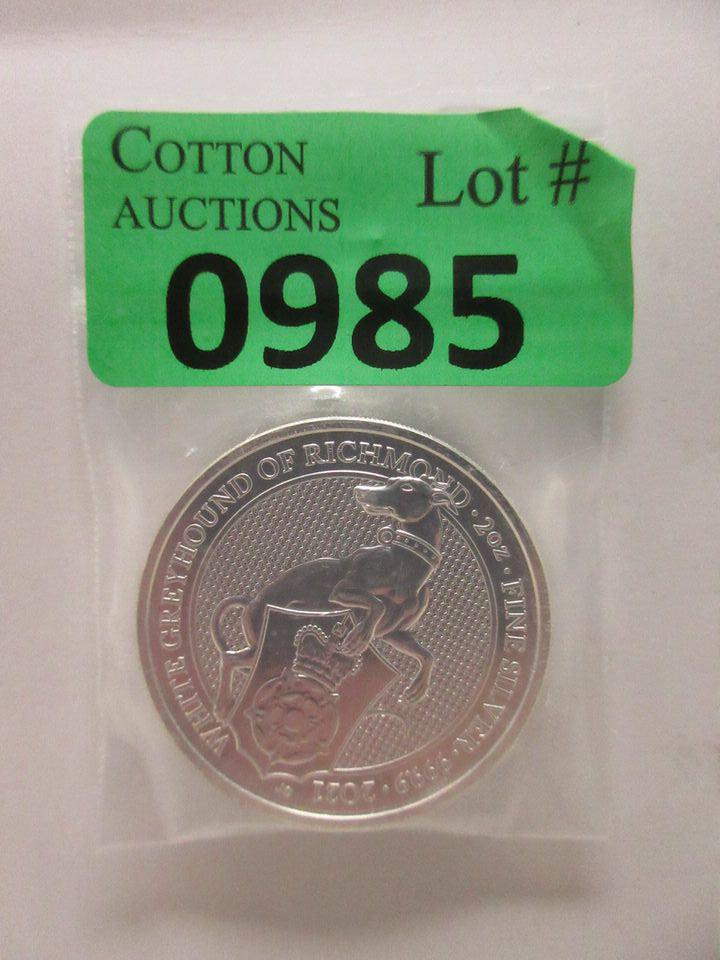 COTTON
AUCTIONS
Lot #
0985
WHITE GREYHOUND OF RICHMOND · 2oz · FINE SILVER · 9999 · 2021